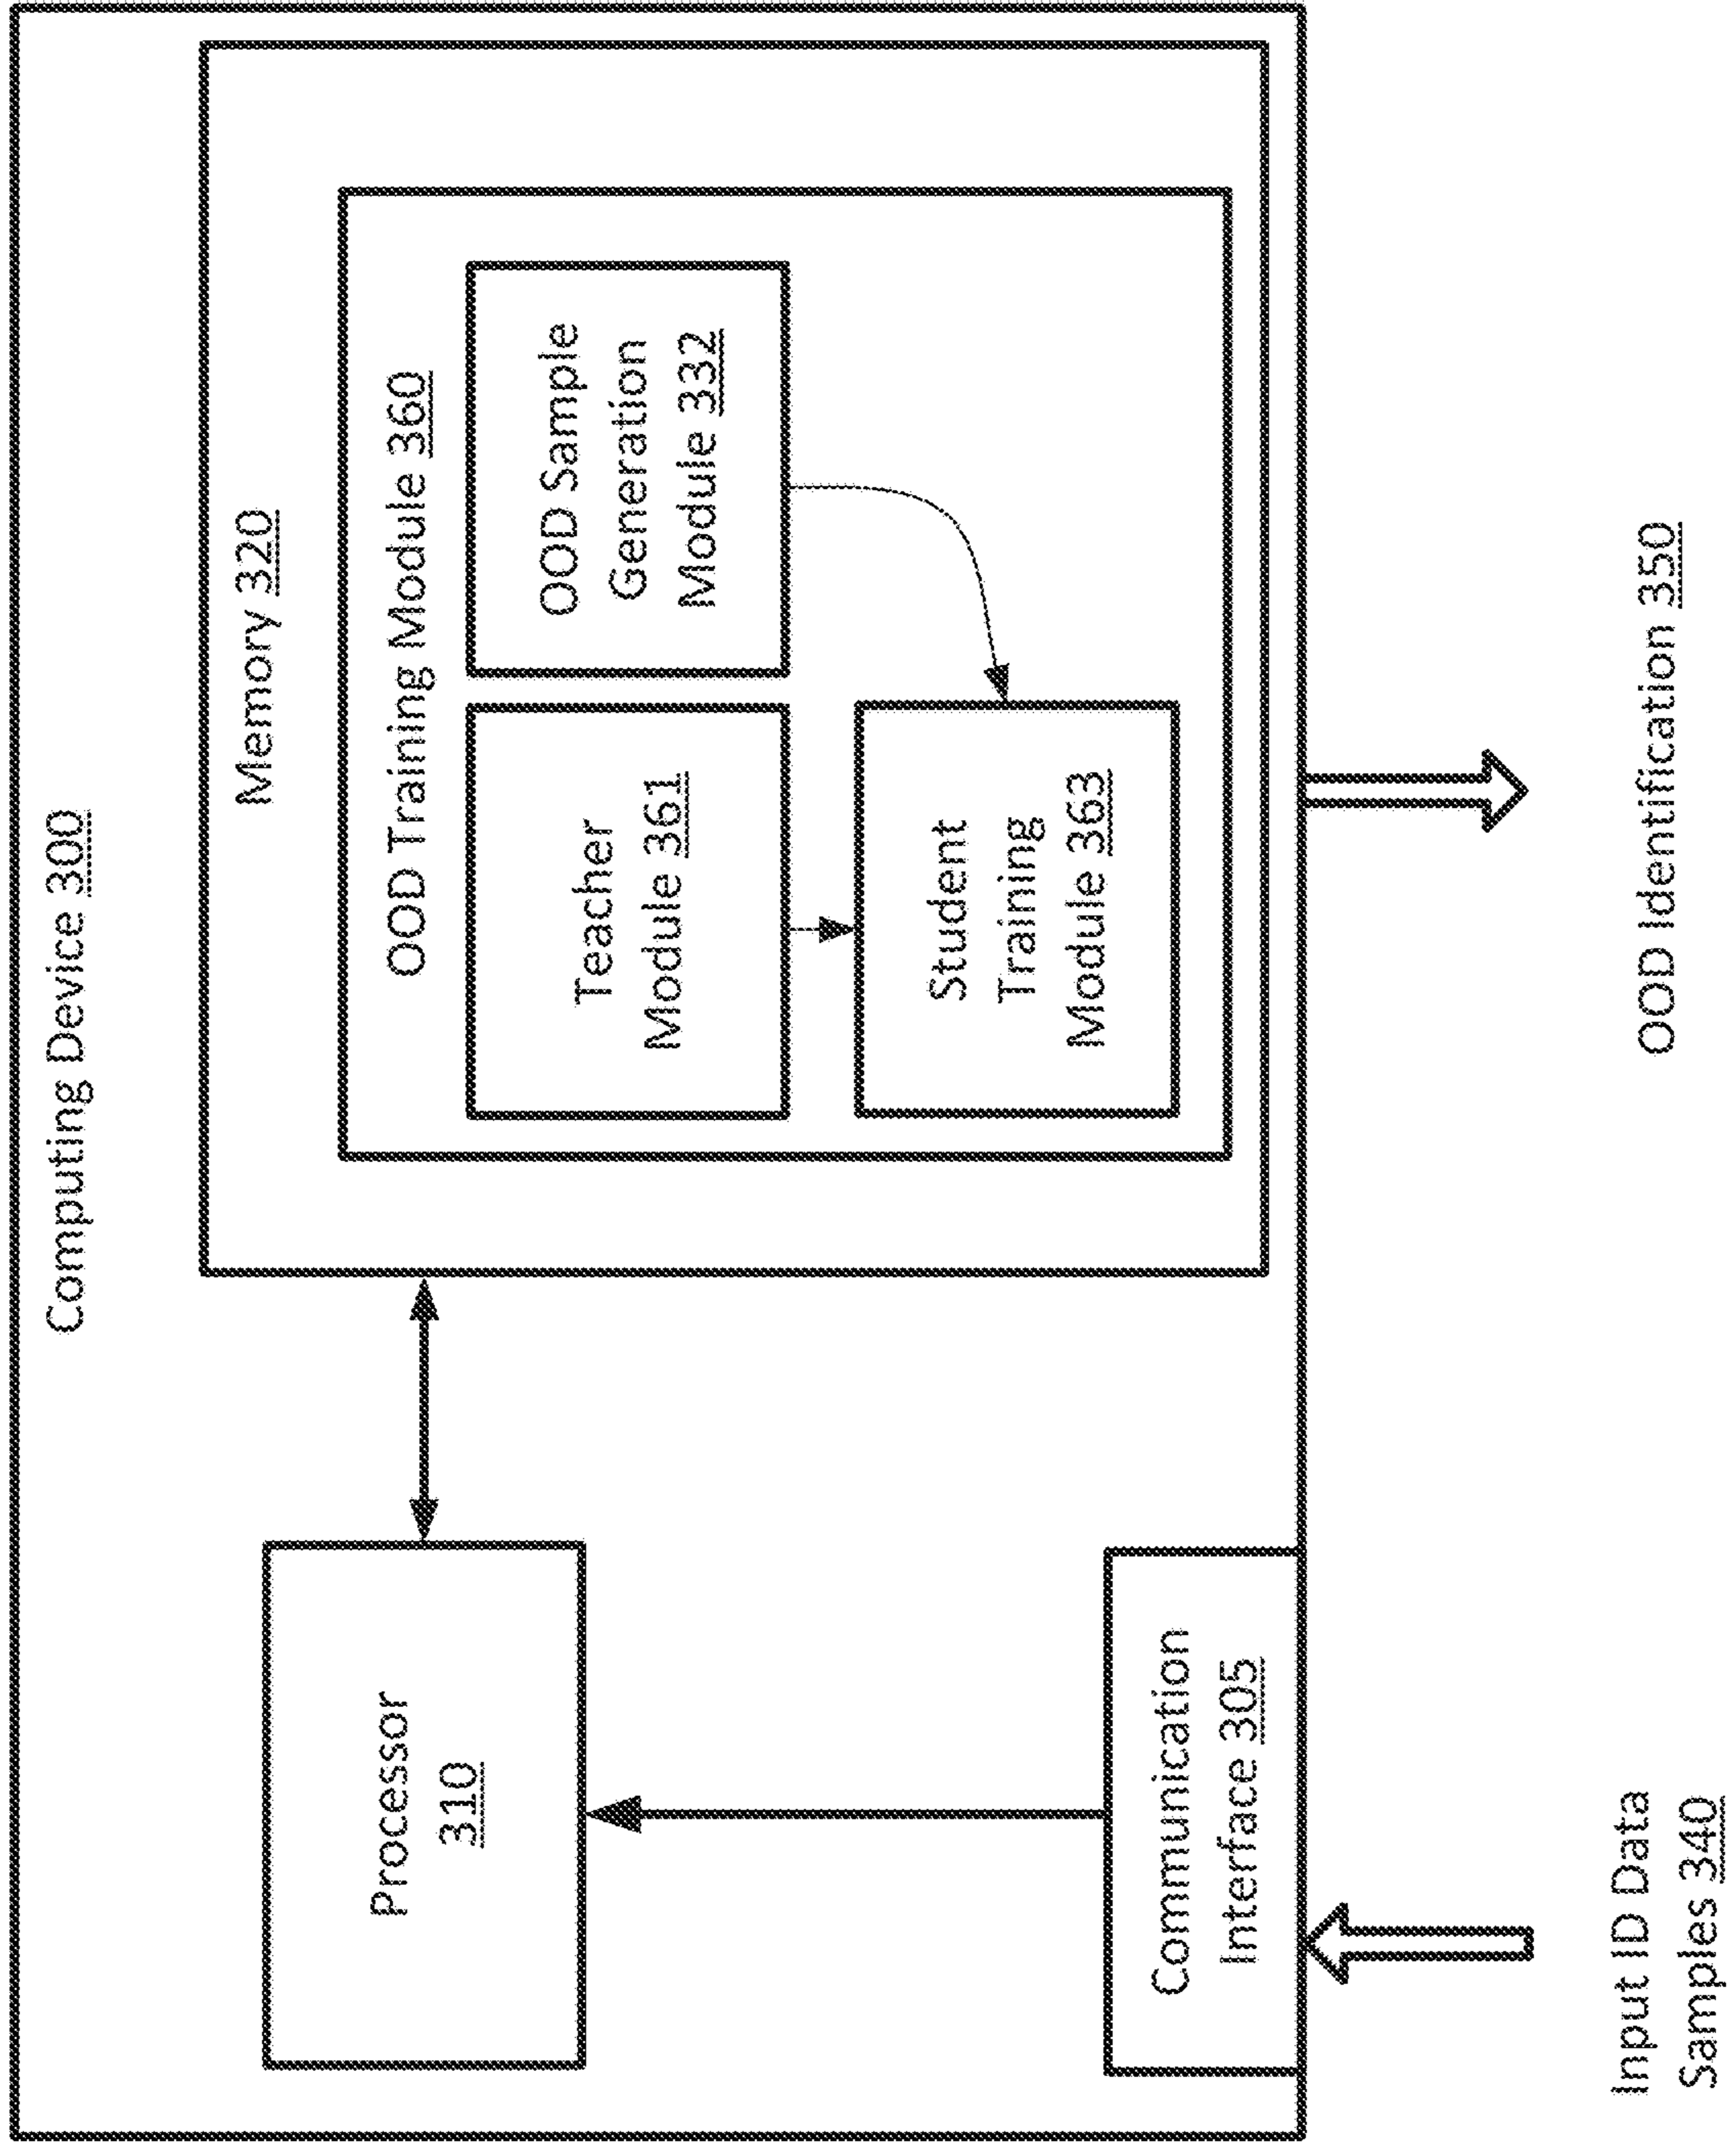 Computing Device 300
Memory 320
OOD Training Module 360
Processor
310
Teacher
Module 361
OOD Sample
Generation
Module 332
Student
Training
Module 363
Communication
Interface 305
Input ID Data
Samples 340
OOD Identification 350